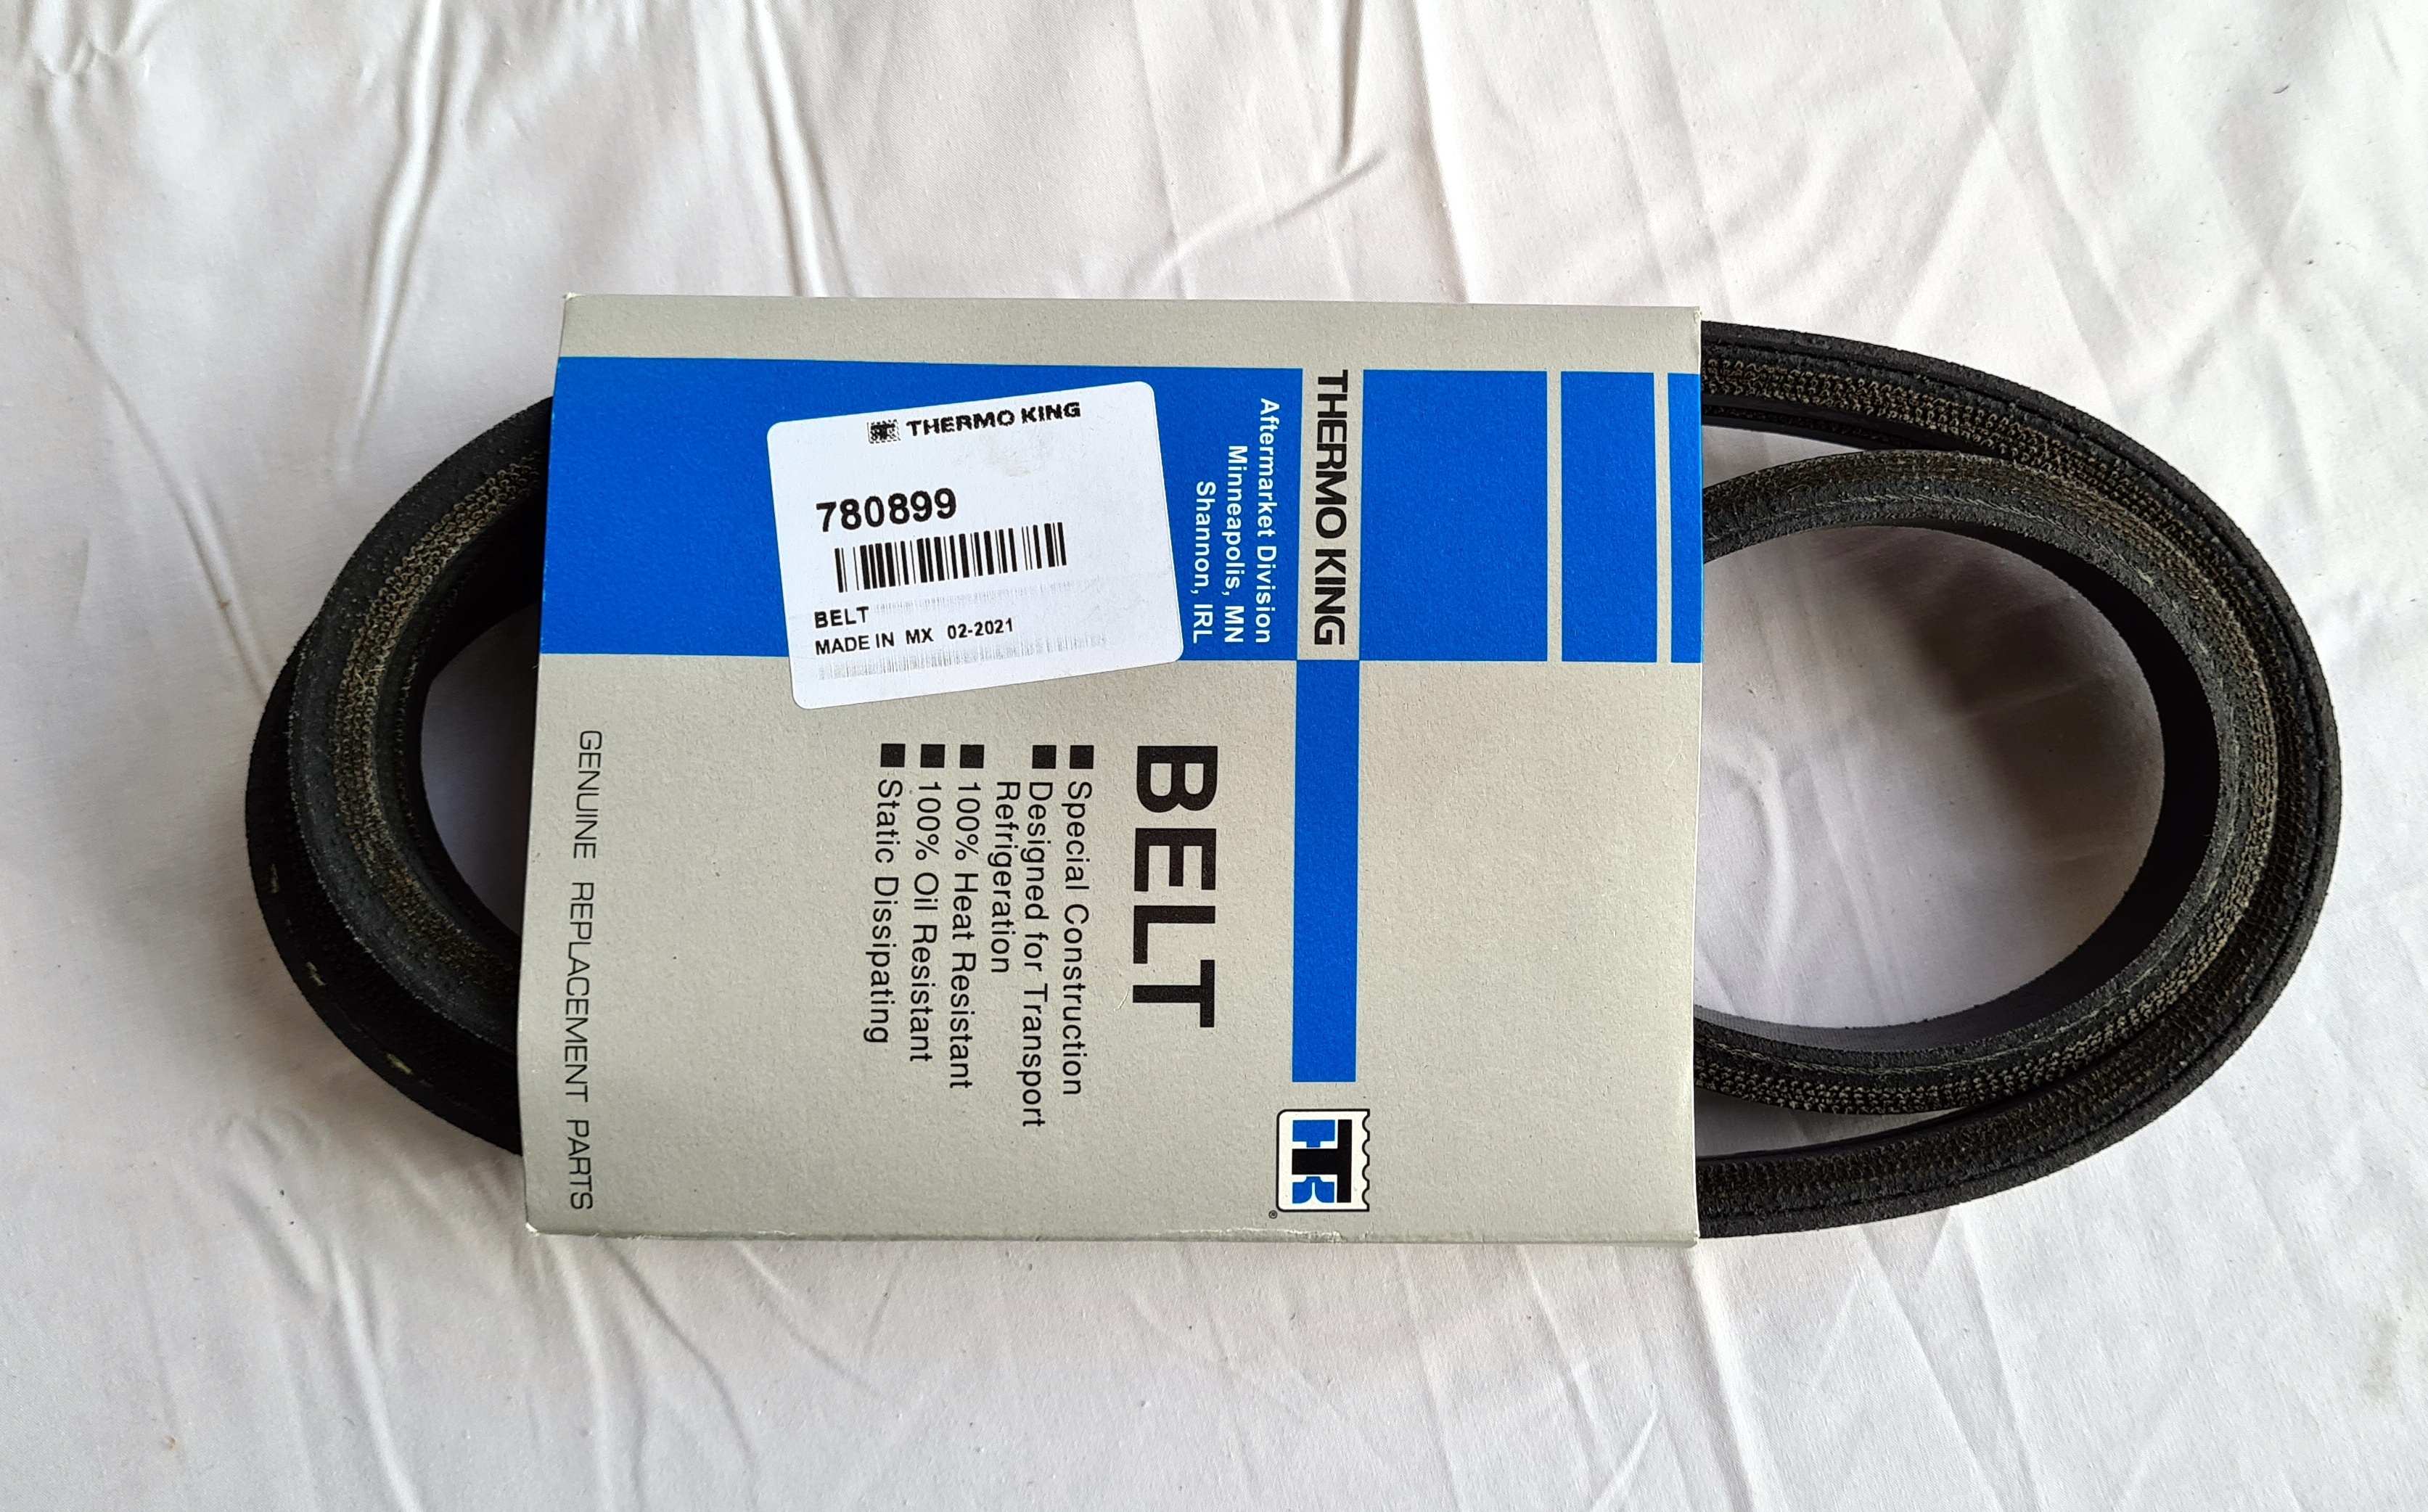 THERMO KING
780899
BELT
MADE IN MX 02-2021
THERMO KING
Aftermarket Division
Minneapolis, MN
Shannon, IRL
BELT
■ Special Construction
■ Designed for Transport
Refrigeration
■ 100% Heat Resistant
■ 100% Oil Resistant
■ Static Dissipating
GENUINE REPLACEMENT PARTS
TK
®